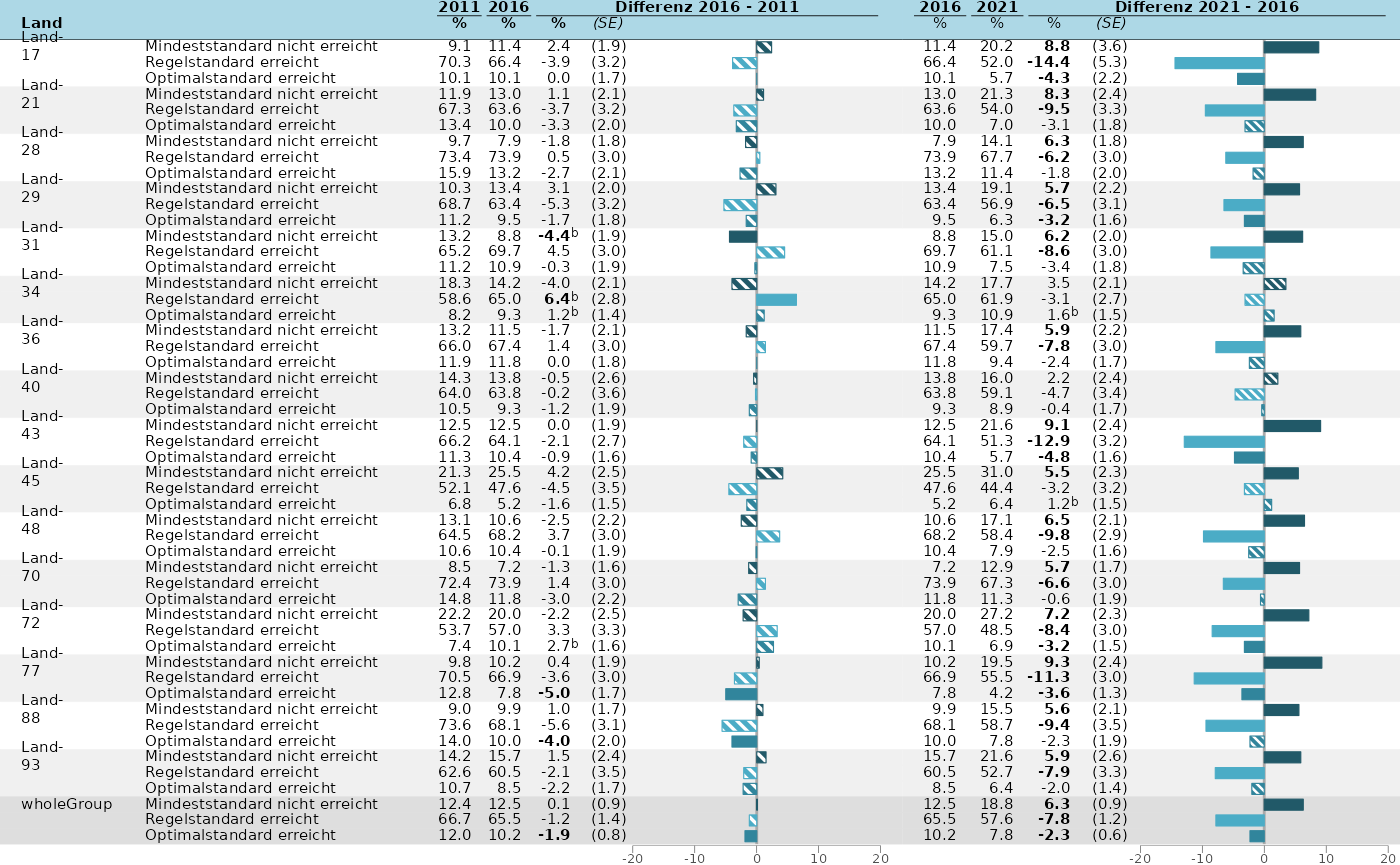 2011 2016 Differenz 2016 - 2011 2016 2021 Differenz 2021 - 2016
Land % % % (SE) % % % (SE)
Land-17 Mindeststandard nicht erreicht 9.1 11.4 2.4 (1.9) 11.4 20.2 8.8 (3.6)
Regelstandard erreicht 70.3 66.4 -3.9 (3.2) 66.4 52.0 -14.4 (5.3)
Optimalstandard erreicht 10.1 10.1 0.0 (1.7) 10.1 5.7 -4.3 (2.2)
Land-21 Mindeststandard nicht erreicht 11.9 13.0 1.1 (2.1) 13.0 21.3 8.3 (2.4)
Regelstandard erreicht 67.3 63.6 -3.7 (3.2) 63.6 54.0 -9.5 (3.3)
Optimalstandard erreicht 13.4 10.0 -3.3 (2.0) 10.0 7.0 -3.1 (1.8)
Land-28 Mindeststandard nicht erreicht 9.7 7.9 -1.8 (1.8) 7.9 14.1 6.3 (1.8)
Regelstandard erreicht 73.4 73.9 0.5 (3.0) 73.9 67.7 -6.2 (3.0)
Optimalstandard erreicht 15.9 13.2 -2.7 (2.1) 13.2 11.4 -1.8 (2.0)
Land-29 Mindeststandard nicht erreicht 10.3 13.4 3.1 (2.0) 13.4 19.1 5.7 (2.2)
Regelstandard erreicht 68.7 63.4 -5.3 (3.2) 63.4 56.9 -6.5 (3.1)
Optimalstandard erreicht 11.2 9.5 -1.7 (1.8) 9.5 6.3 -3.2 (1.6)
Land-31 Mindeststandard nicht erreicht 13.2 8.8 -4.4b (1.9) 8.8 15.0 6.2 (2.0)
Regelstandard erreicht 65.2 69.7 4.5 (3.0) 69.7 61.1 -8.6 (3.0)
Optimalstandard erreicht 11.2 10.9 -0.3 (1.9) 10.9 7.5 -3.4 (1.8)
Land-34 Mindeststandard nicht erreicht 18.3 14.2 -4.0 (2.1) 14.2 17.7 3.5 (2.1)
Regelstandard erreicht 58.6 65.0 6.4b (2.8) 65.0 61.9 -3.1 (2.7)
Optimalstandard erreicht 8.2 9.3 1.2b (1.4) 9.3 10.9 1.6b (1.5)
Land-36 Mindeststandard nicht erreicht 13.2 11.5 -1.7 (2.1) 11.5 17.4 5.9 (2.2)
Regelstandard erreicht 66.0 67.4 1.4 (3.0) 67.4 59.7 -7.8 (3.0)
Optimalstandard erreicht 11.9 11.8 0.0 (1.8) 11.8 9.4 -2.4 (1.7)
Land-40 Mindeststandard nicht erreicht 14.3 13.8 -0.5 (2.6) 13.8 16.0 2.2 (2.4)
Regelstandard erreicht 64.0 63.8 -0.2 (3.6) 63.8 59.1 -4.7 (3.4)
Optimalstandard erreicht 10.5 9.3 -1.2 (1.9) 9.3 8.9 -0.4 (1.7)
Land-43 Mindeststandard nicht erreicht 12.5 12.5 0.0 (1.9) 12.5 21.6 9.1 (2.4)
Regelstandard erreicht 66.2 64.1 -2.1 (2.7) 64.1 51.3 -12.9 (3.2)
Optimalstandard erreicht 11.3 10.4 -0.9 (1.6) 10.4 5.7 -4.8 (1.6)
Land-45 Mindeststandard nicht erreicht 21.3 25.5 4.2 (2.5) 25.5 31.0 5.5 (2.3)
Regelstandard erreicht 52.1 47.6 -4.5 (3.5) 47.6 44.4 -3.2 (3.2)
Optimalstandard erreicht 6.8 5.2 -1.6 (1.5) 5.2 6.4 1.2b (1.5)
Land-48 Mindeststandard nicht erreicht 13.1 10.6 -2.5 (2.2) 10.6 17.1 6.5 (2.1)
Regelstandard erreicht 64.5 68.2 3.7 (3.0) 68.2 58.4 -9.8 (2.9)
Optimalstandard erreicht 10.6 10.4 -0.1 (1.9) 10.4 7.9 -2.5 (1.6)
Land-70 Mindeststandard nicht erreicht 8.5 7.2 -1.3 (1.6) 7.2 12.9 5.7 (1.7)
Regelstandard erreicht 72.4 73.9 1.4 (3.0) 73.9 67.3 -6.6 (3.0)
Optimalstandard erreicht 14.8 11.8 -3.0 (2.2) 11.8 11.3 -0.6 (1.9)
Land-72 Mindeststandard nicht erreicht 22.2 20.0 -2.2 (2.5) 20.0 27.2 7.2 (2.3)
Regelstandard erreicht 53.7 57.0 3.3 (3.3) 57.0 48.5 -8.4 (3.0)
Optimalstandard erreicht 7.4 10.1 2.7b (1.6) 10.1 6.9 -3.2 (1.5)
Land-77 Mindeststandard nicht erreicht 9.8 10.2 0.4 (1.9) 10.2 19.5 9.3 (2.4)
Regelstandard erreicht 70.5 66.9 -3.6 (3.0) 66.9 55.5 -11.3 (3.0)
Optimalstandard erreicht 12.8 7.8 -5.0 (1.7) 7.8 4.2 -3.6 (1.3)
Land-88 Mindeststandard nicht erreicht 9.0 9.9 1.0 (1.7) 9.9 15.5 5.6 (2.1)
Regelstandard erreicht 73.6 68.1 -5.6 (3.1) 68.1 58.7 -9.4 (3.5)
Optimalstandard erreicht 14.0 10.0 -4.0 (2.0) 10.0 7.8 -2.3 (1.9)
Land-93 Mindeststandard nicht erreicht 14.2 15.7 1.5 (2.4) 15.7 21.6 5.9 (2.6)
Regelstandard erreicht 62.6 60.5 -2.1 (3.5) 60.5 52.7 -7.9 (3.3)
Optimalstandard erreicht 10.7 8.5 -2.2 (1.7) 8.5 6.4 -2.0 (1.4)
wholeGroup Mindeststandard nicht erreicht 12.4 12.5 0.1 (0.9) 12.5 18.8 6.3 (0.9)
Regelstandard erreicht 66.7 65.5 -1.2 (1.4) 65.5 57.6 -7.8 (1.2)
Optimalstandard erreicht 12.0 10.2 -1.9 (0.8) 10.2 7.8 -2.3 (0.6)
-20 -10 0 10 20 -20 -10 0 10 20